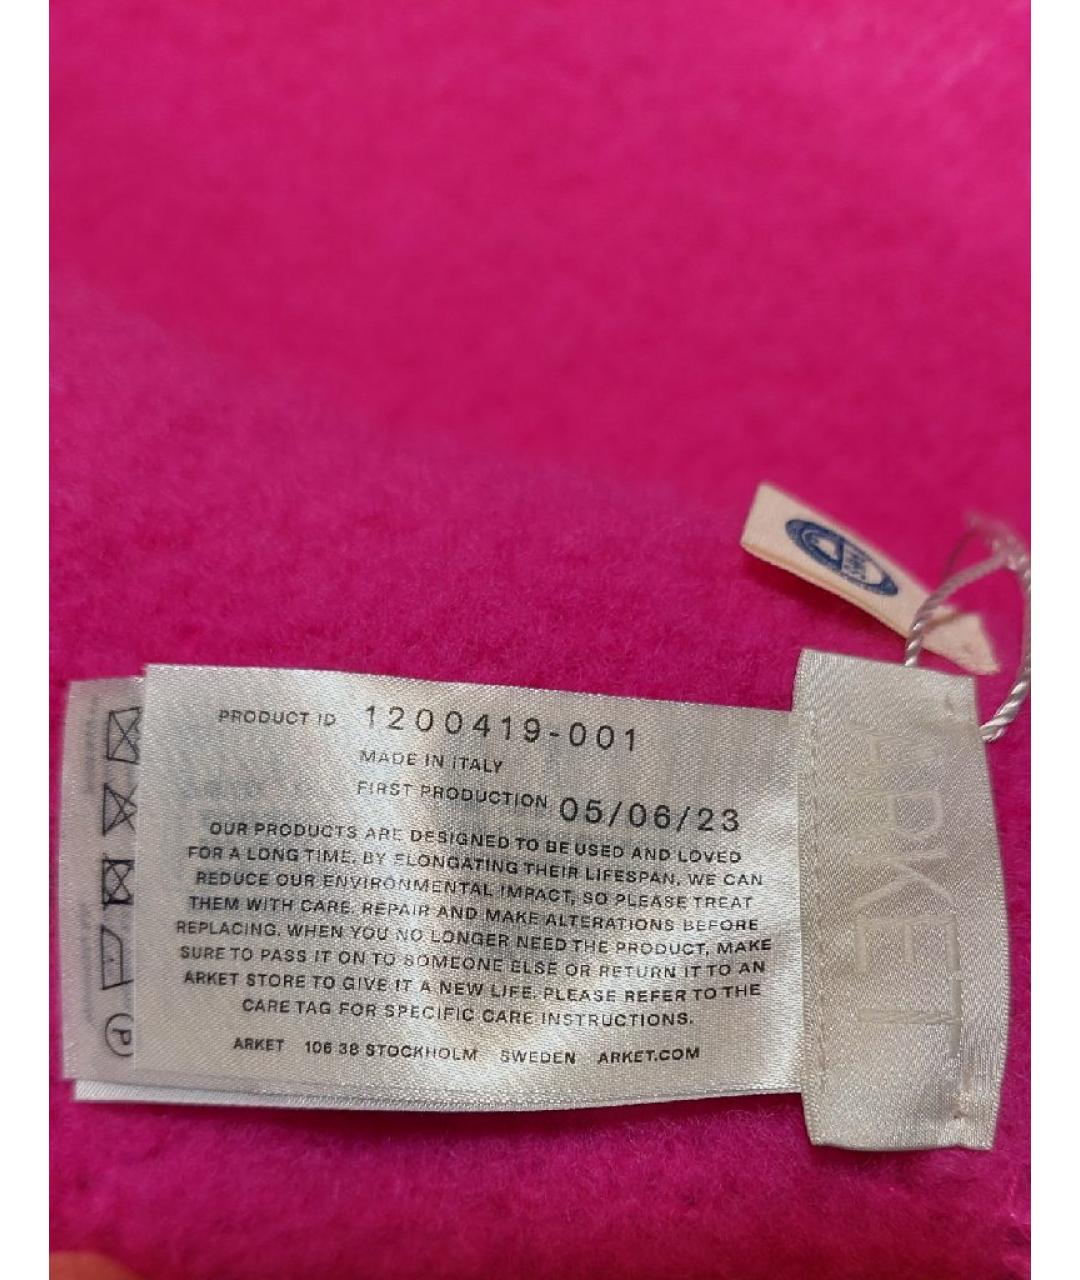 PRODUCT ID 1200419-001
MADE IN ITALY
FIRST PRODUCTION 05/06/23
OUR PRODUCTS ARE DESIGNED TO BE USED AND LOVED
FOR A LONG TIME. BY ELONGATING THEIR LIFESPAN, WE CAN
REDUCE OUR ENVIRONMENTAL IMPACT, SO PLEASE TREAT
THEM WITH CARE. REPAIR AND MAKE ALTERATIONS BEFORE
REPLACING. WHEN YOU NO LONGER NEED THE PRODUCT, MAKE
SURE TO PASS IT ON TO SOMEONE ELSE OR RETURN IT TO AN
ARKET STORE TO GIVE IT A NEW LIFE. PLEASE REFER TO THE
CARE TAG FOR SPECIFIC CARE INSTRUCTIONS.
ARKET 106 38 STOCKHOLM SWEDEN ARKET.COM
P
ARKET